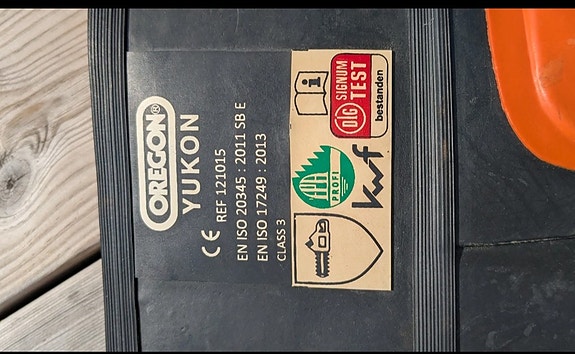 OREGON®
YUKON
CE REF 121015
EN ISO 20345 : 2011 SB E
EN ISO 17249 : 2013
CLASS 3
i
DLG
SIGNUM
TEST
bestanden
FPA
PROFI
kwf